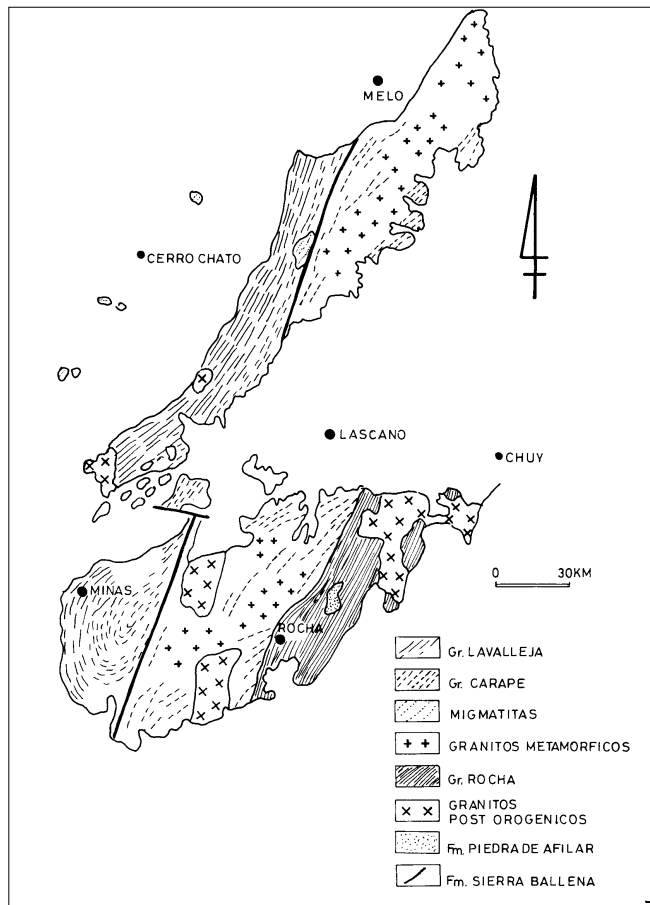 MELO
CERRO CHATO
LASCANO
CHUY
0 30KM
MINAS
ROCHA
Gr. LAVALLEJA
Gr. CARAPE
MIGMATITAS
GRANITOS METAMORFICOS
Gr. ROCHA
GRANITOS
POST OROGENICOS
Fm. PIEDRA DE AFILAR
Fm. SIERRA BALLENA